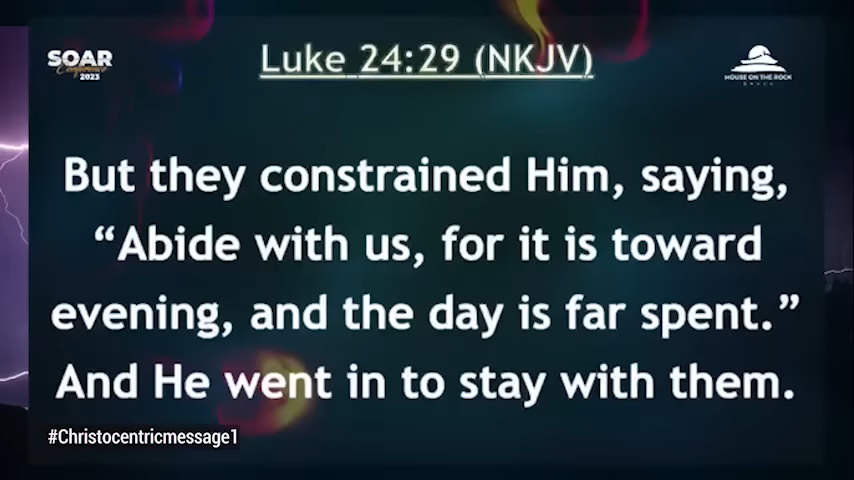 SOAR
Conference
2023
Luke 24:29 (NKJV)
HOUSE ON THE ROCK
But they constrained Him, saying,
“Abide with us, for it is toward
evening, and the day is far spent.”
And He went in to stay with them.
#Christocentricmessage1